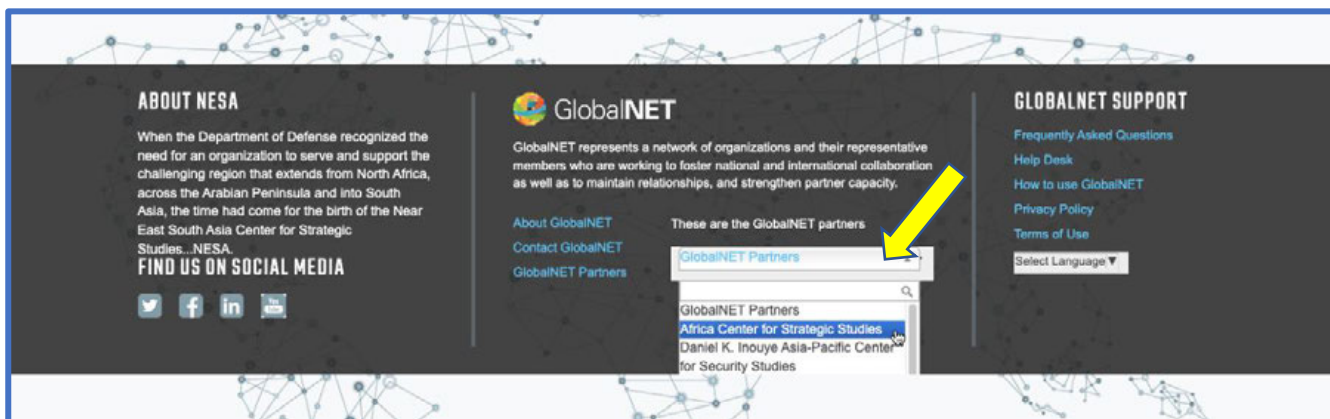 ABOUT NESA
When the Department of Defense recognized the
need for an organization to serve and support the
challenging region that extends from North Africa,
across the Arabian Peninsula and into South
Asia, the time had come for the birth of the Near
East South Asia Center for Strategic
Studies...NESA.
FIND US ON SOCIAL MEDIA
You
Tube
GlobalNET
GlobalNET represents a network of organizations and their representative
members who are working to foster national and international collaboration
as well as to maintain relationships, and strengthen partner capacity.
About GlobalNET
Contact GlobalNET
GlobalNET Partners
These are the GlobalNET partners
GlobalNET Partners
GlobalNET Partners
Africa Center for Strategic Studies
Daniel K. Inouye Asia-Pacific Center
for Security Studies
GLOBALNET SUPPORT
Frequently Asked Questions
Help Desk
How to use GlobalNET
Privacy Policy
Terms of Use
Select Language▼